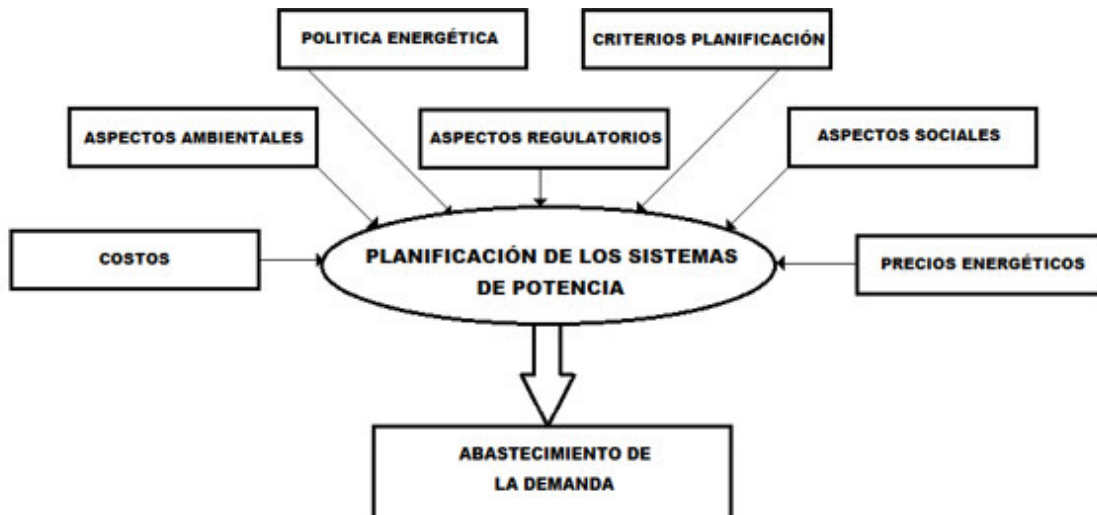 POLITICA ENERGÉTICA
CRITERIOS PLANIFICACIÓN
ASPECTOS AMBIENTALES
ASPECTOS REGULATORIOS
ASPECTOS SOCIALES
COSTOS
PLANIFICACIÓN DE LOS SISTEMAS
DE POTENCIA
PRECIOS ENERGÉTICOS
ABASTECIMIENTO DE
LA DEMANDA